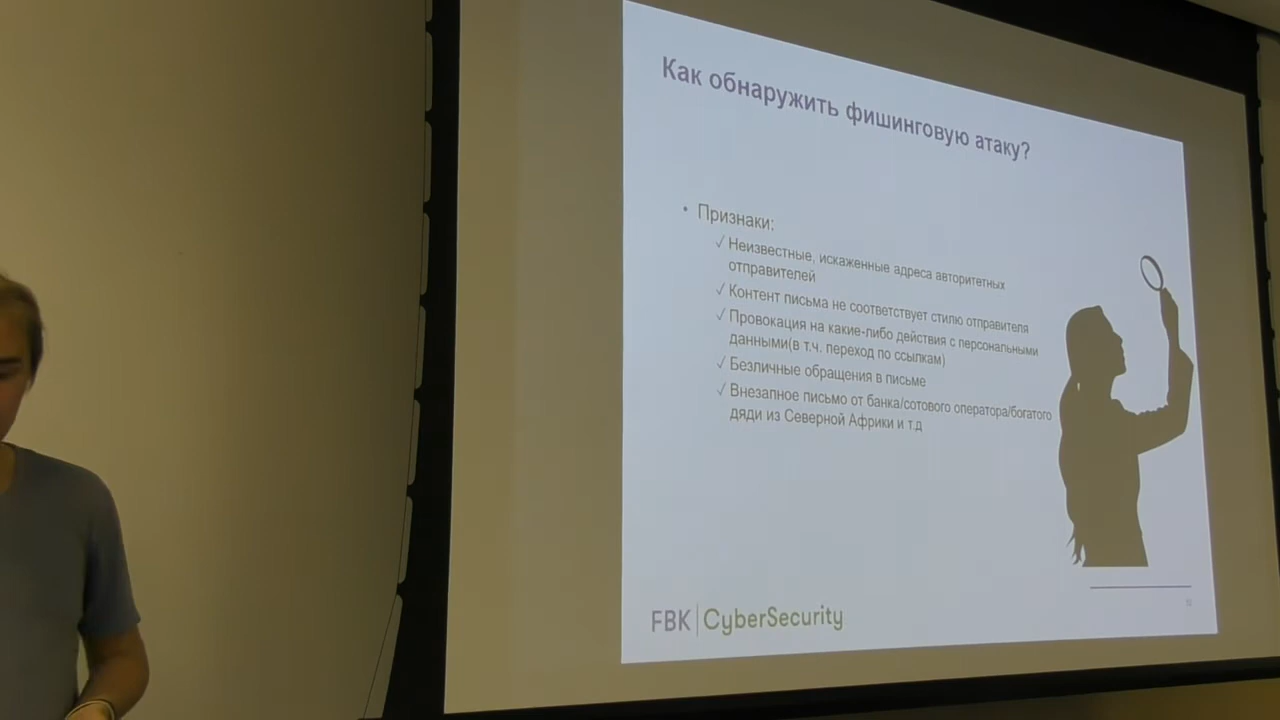 Как обнаружить фишинговую атаку?
• Признаки:
✓ Неизвестные, искаженные адреса авторитетных
отправителей
✓ Контент письма не соответствует стилю отправителя
✓ Провокация на какие-либо действия с персональными
данными(в т.ч. переход по ссылкам)
✓ Безличные обращения в письме
✓ Внезапное письмо от банка/сотового оператора/богатого
дяди из Северной Африки и т.д
FBK | CyberSecurity